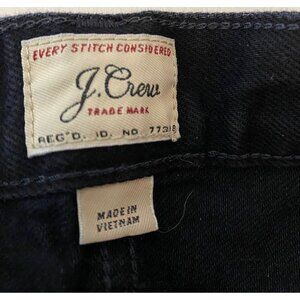 EVERY STITCH CONSIDERED
J.Crew
TRADE MARK
REG'D. ID. NO. 77318
MADE IN
VIETNAM